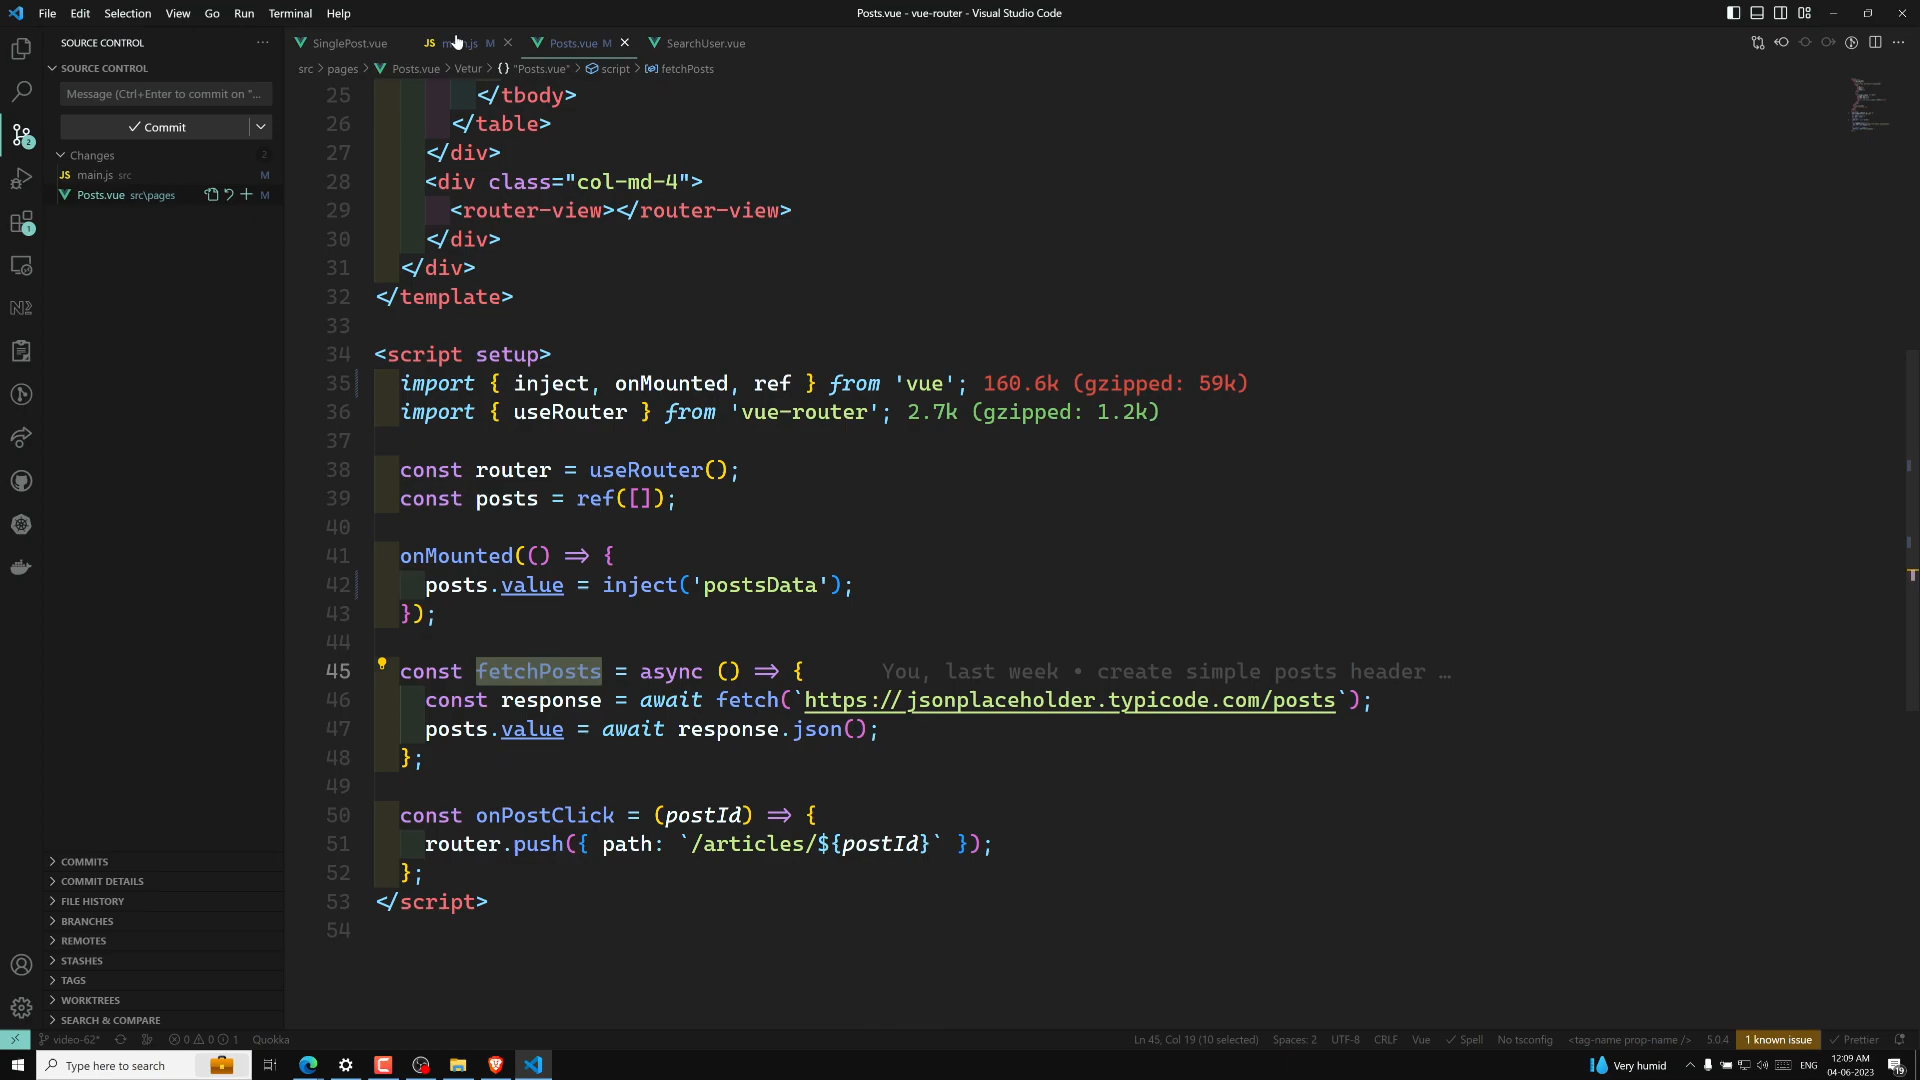 File Edit Selection View Go Run Terminal Help
Posts.vue - vue-router - Visual Studio Code
SOURCE CONTROL
SinglePost.vue
JS main.js M
Posts.vue M
SearchUser.vue
SOURCE CONTROL
src > pages > Posts.vue > Vetur > {} "Posts.vue" > script > fetchPosts
Message (Ctrl+Enter to commit on "...
Commit
Changes 2
JS main.js src M
Posts.vue src\pages M
25 </tbody>
26 </table>
27 </div>
28 <div class="col-md-4">
29 <router-view></router-view>
30 </div>
31 </div>
32 </template>
33
34 <script setup>
35 import { inject, onMounted, ref } from 'vue'; 160.6k (gzipped: 59k)
36 import { useRouter } from 'vue-router'; 2.7k (gzipped: 1.2k)
37
38 const router = useRouter();
39 const posts = ref([]);
40
41 onMounted(() => {
42 posts.value = inject('postsData');
43 });
44
45 const fetchPosts = async () => { You, last week • create simple posts header …
46 const response = await fetch(`https://jsonplaceholder.typicode.com/posts`);
47 posts.value = await response.json();
48 };
49
50 const onPostClick = (postId) => {
51 router.push({ path: `/articles/${postId}` });
52 };
53 </script>
54
COMMITS
COMMIT DETAILS
FILE HISTORY
BRANCHES
REMOTES
STASHES
TAGS
WORKTREES
SEARCH & COMPARE
video-62* 0 0 1 Quokka
Ln 45, Col 19 (10 selected) Spaces: 2 UTF-8 CRLF Vue Spell No tsconfig <tag-name prop-name /> 5.0.4 1 known issue Prettier
Type here to search
Very humid
ENG
12:09 AM
04-06-2023
19